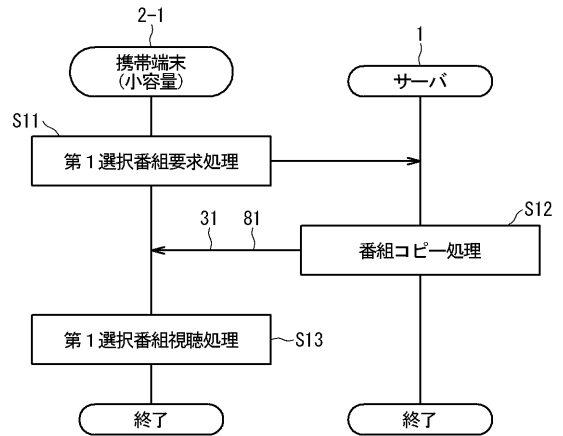 2-1
1
携帯端末
(小容量)
サーバ
S11
第１選択番組要求処理
S12
31
81
番組コピー処理
第１選択番組視聴処理
S13
終了
終了